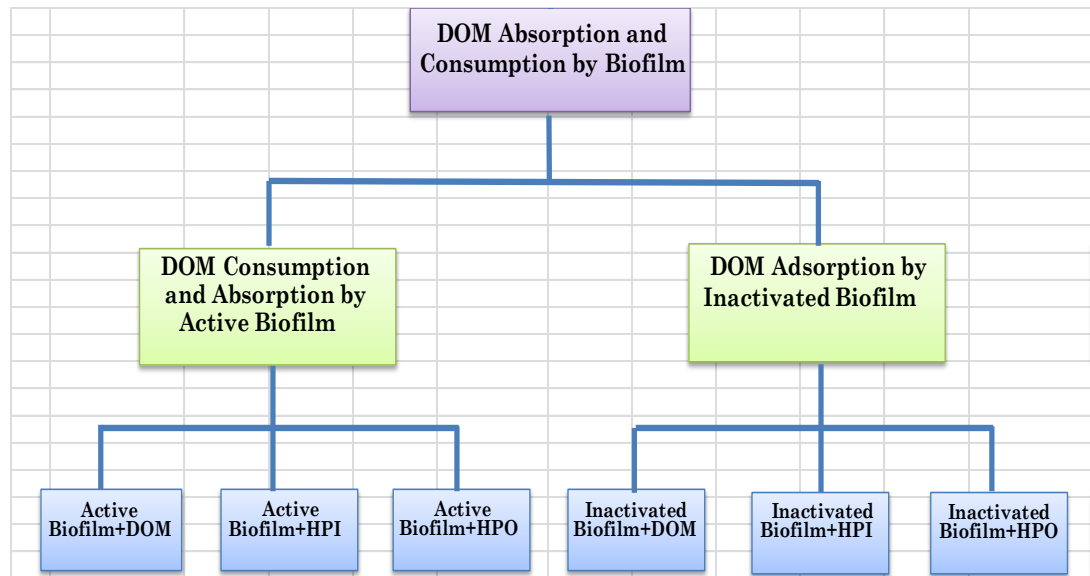 DOM Absorption and
Consumption by Biofilm
DOM Consumption
and Absorption by
Active Biofilm
DOM Adsorption by
Inactivated Biofilm
Active
Biofilm+DOM
Active
Biofilm+HPI
Active
Biofilm+HPO
Inactivated
Biofilm+DOM
Inactivated
Biofilm+HPI
Inactivated
Biofilm+HPO